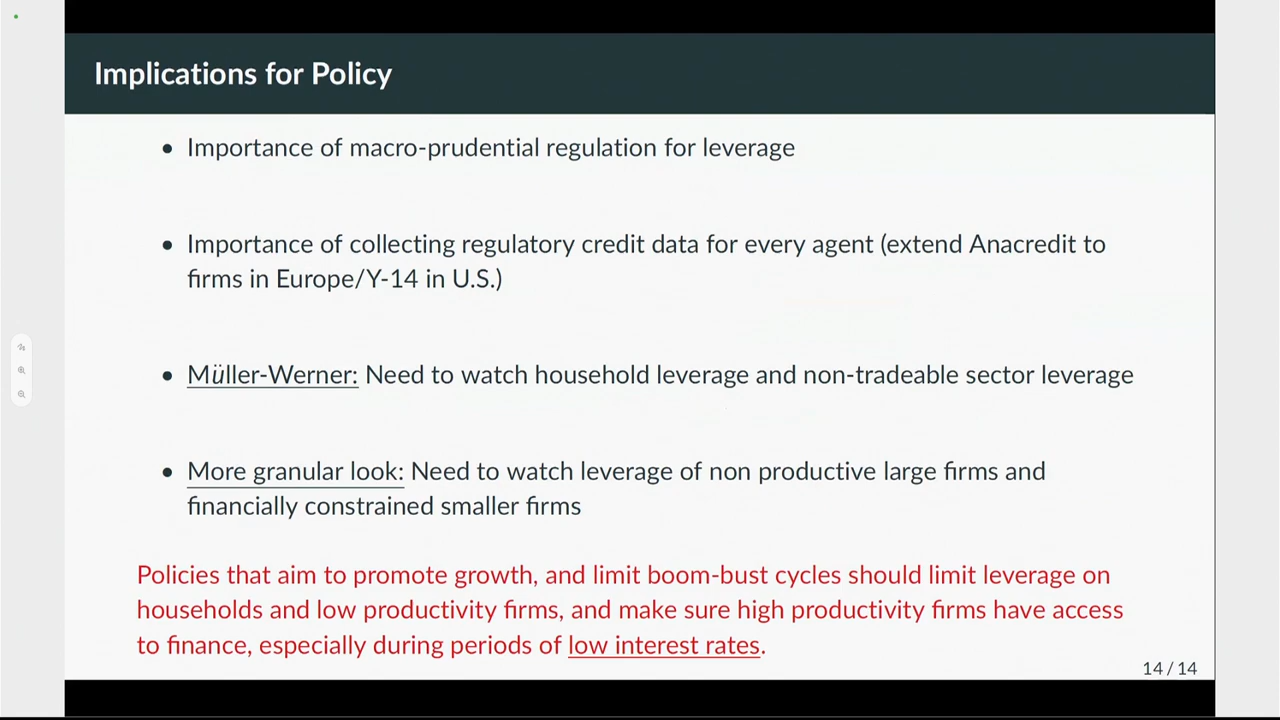 Implications for Policy
• Importance of macro-prudential regulation for leverage
• Importance of collecting regulatory credit data for every agent (extend Anacredit to
firms in Europe/Y-14 in U.S.)
• Müller-Werner: Need to watch household leverage and non-tradeable sector leverage
• More granular look: Need to watch leverage of non productive large firms and
financially constrained smaller firms
Policies that aim to promote growth, and limit boom-bust cycles should limit leverage on
households and low productivity firms, and make sure high productivity firms have access
to finance, especially during periods of low interest rates.
14 / 14